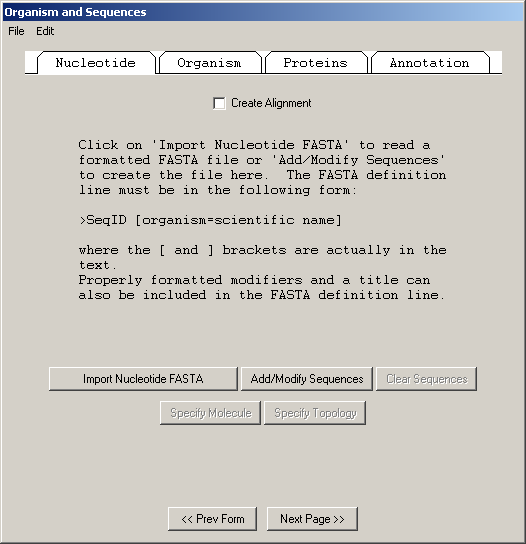 Organism and Sequences
File Edit
Nucleotide Organism Proteins Annotation
Create Alignment
Click on 'Import Nucleotide FASTA' to read a
formatted FASTA file or 'Add/Modify Sequences'
to create the file here. The FASTA definition
line must be in the following form:
>SeqID [organism=scientific name]
where the [ and ] brackets are actually in the
text.
Properly formatted modifiers and a title can
also be included in the FASTA definition line.
Import Nucleotide FASTA Add/Modify Sequences Clear Sequences
Specify Molecule Specify Topology
<< Prev Form Next Page >>